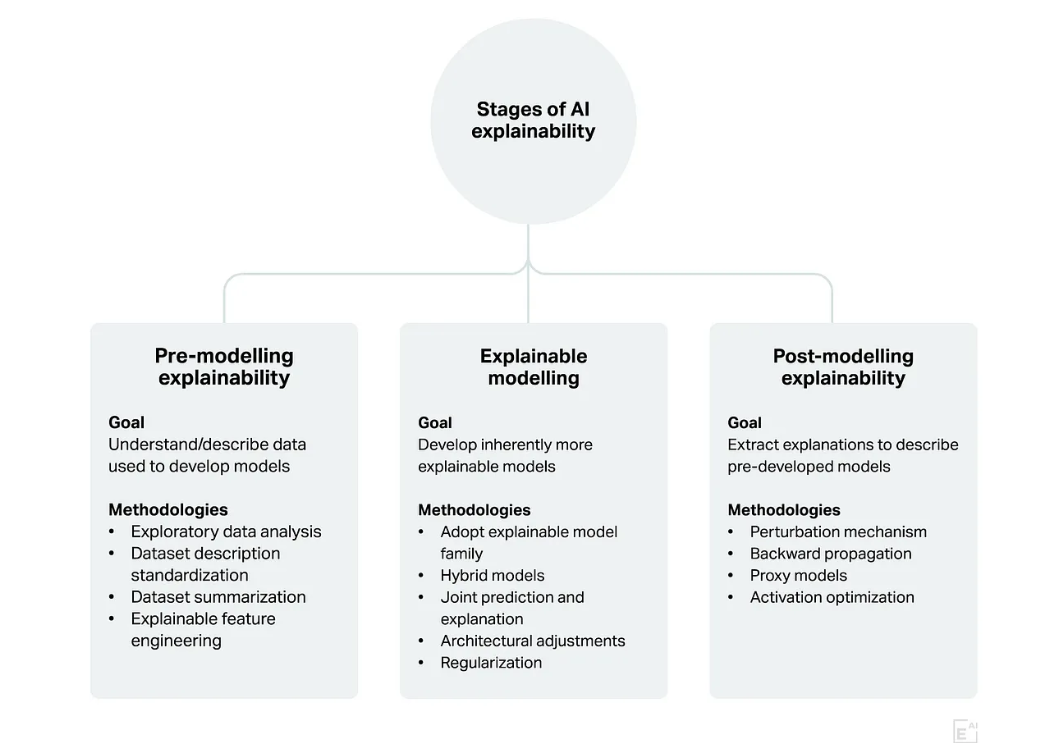 Stages of AI
explainability
Pre-modelling
explainability
Goal
Understand/describe data
used to develop models
Methodologies
• Exploratory data analysis
• Dataset description
standardization
• Dataset summarization
• Explainable feature
engineering
Explainable
modelling
Goal
Develop inherently more
explainable models
Methodologies
• Adopt explainable model
family
• Hybrid models
• Joint prediction and
explanation
• Architectural adjustments
• Regularization
Post-modelling
explainability
Goal
Extract explanations to describe
pre-developed models
Methodologies
• Perturbation mechanism
• Backward propagation
• Proxy models
• Activation optimization
E AI